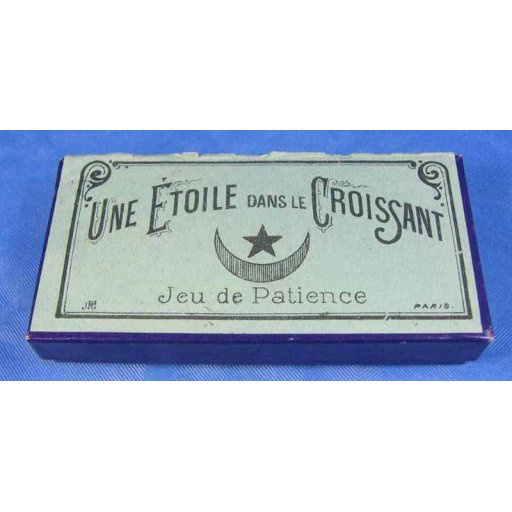 UNE ÉTOILE DANS LE CROISSANT
Jeu de Patience
PARIS.